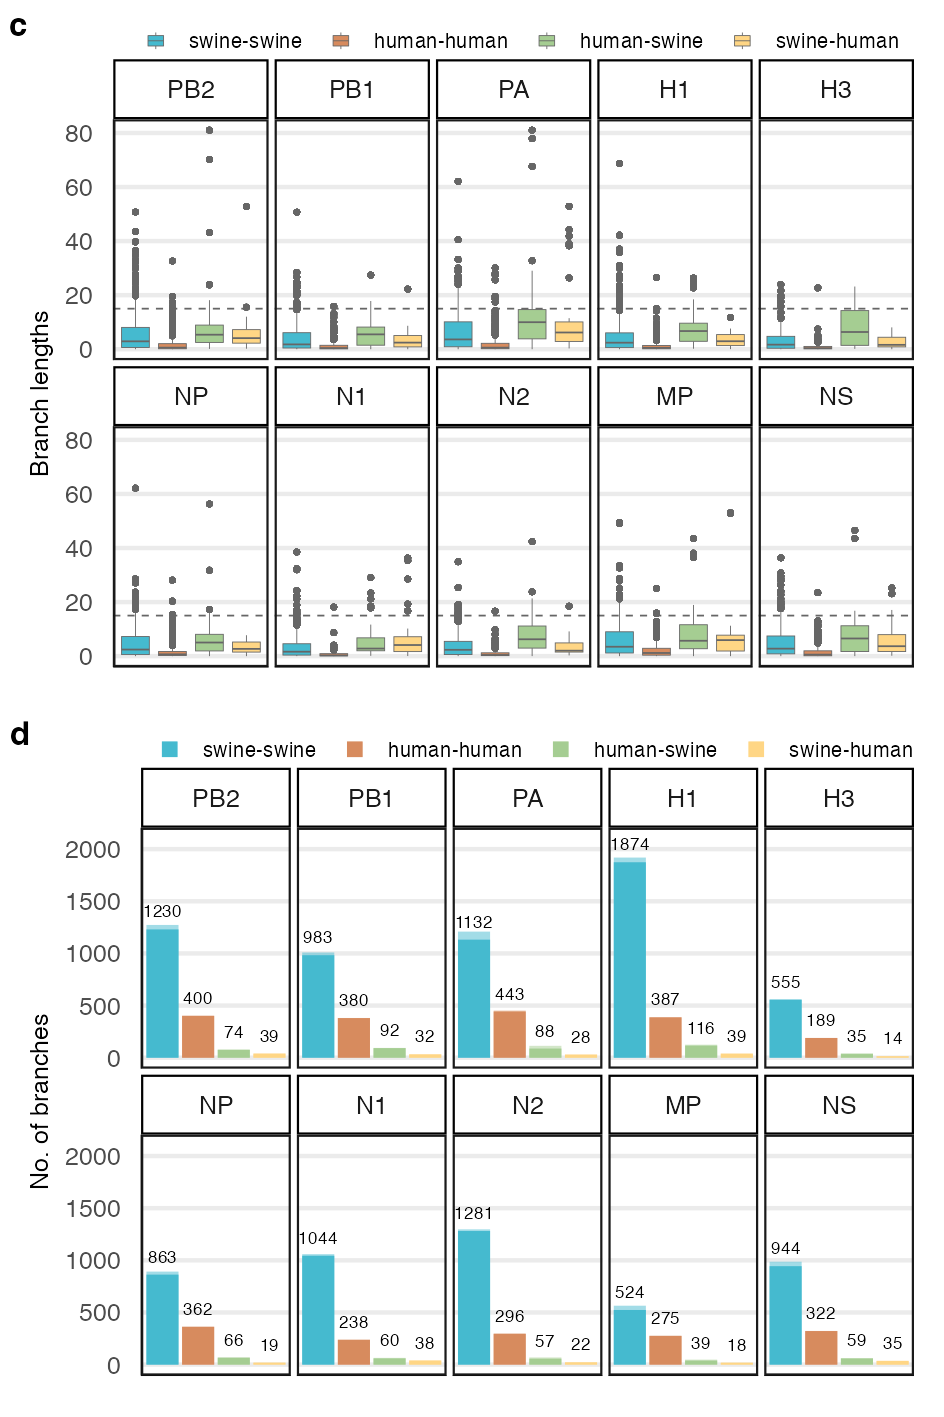 c
swine-swine human-human human-swine swine-human
PB2 PB1 PA H1 H3
80
60
40
20
0
NP N1 N2 MP NS
80
60
40
20
0
Branch lengths
d
swine-swine human-human human-swine swine-human
PB2 PB1 PA H1 H3
2000
1500
1000
500
0
1230 400 74 39
983 380 92 32
1132 443 88 28
1874 387 116 39
555 189 35 14
NP N1 N2 MP NS
2000
1500
1000
500
0
863 362 66 19
1044 238 60 38
1281 296 57 22
524 275 39 18
944 322 59 35
No. of branches